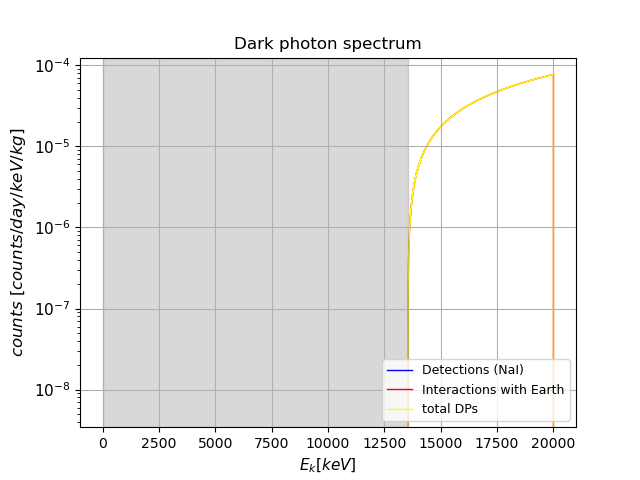 Dark photon spectrum
counts [counts/day/keV/kg]
10⁻⁴
10⁻⁵
10⁻⁶
10⁻⁷
10⁻⁸
Detections (NaI)
Interactions with Earth
total DPs
0 2500 5000 7500 10000 12500 15000 17500 20000
Eₖ[keV]